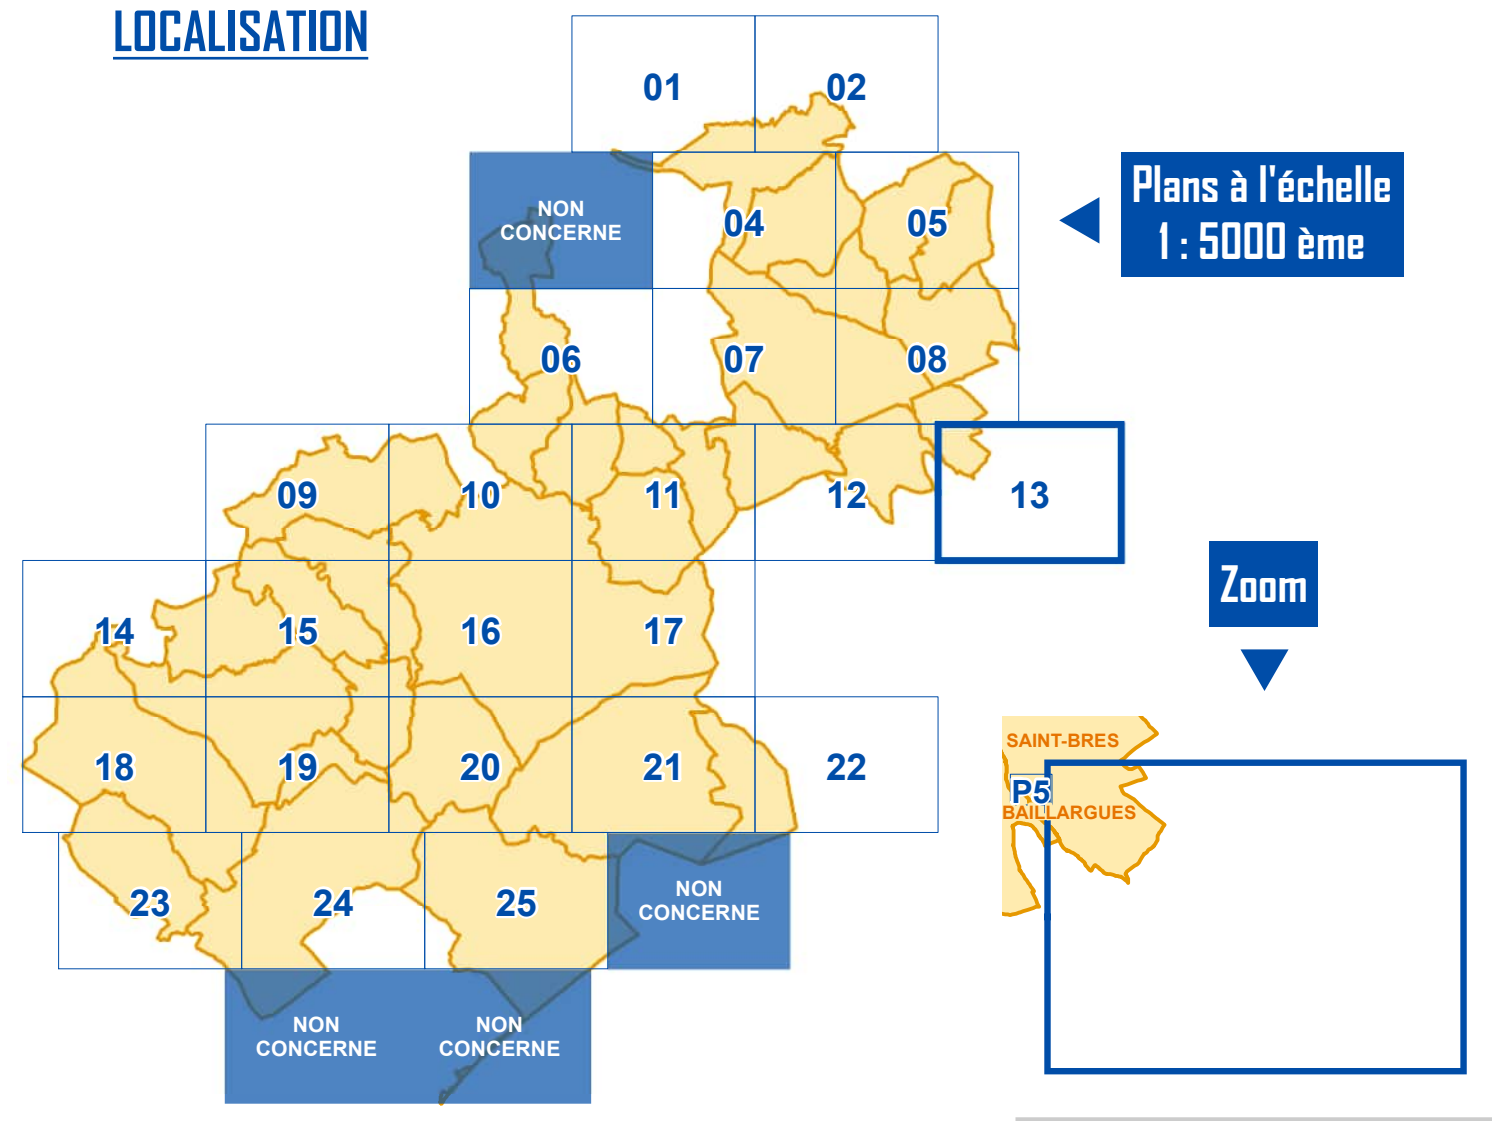 LOCALISATION
01
02
NON
CONCERNE
04
05
Plans à l'échelle
1 : 5000 ème
06
07
08
09
10
11
12
13
Zoom
14
15
16
17
SAINT-BRES
P5
BAILLARGUES
18
19
20
21
22
23
24
25
NON
CONCERNE
NON
CONCERNE
NON
CONCERNE